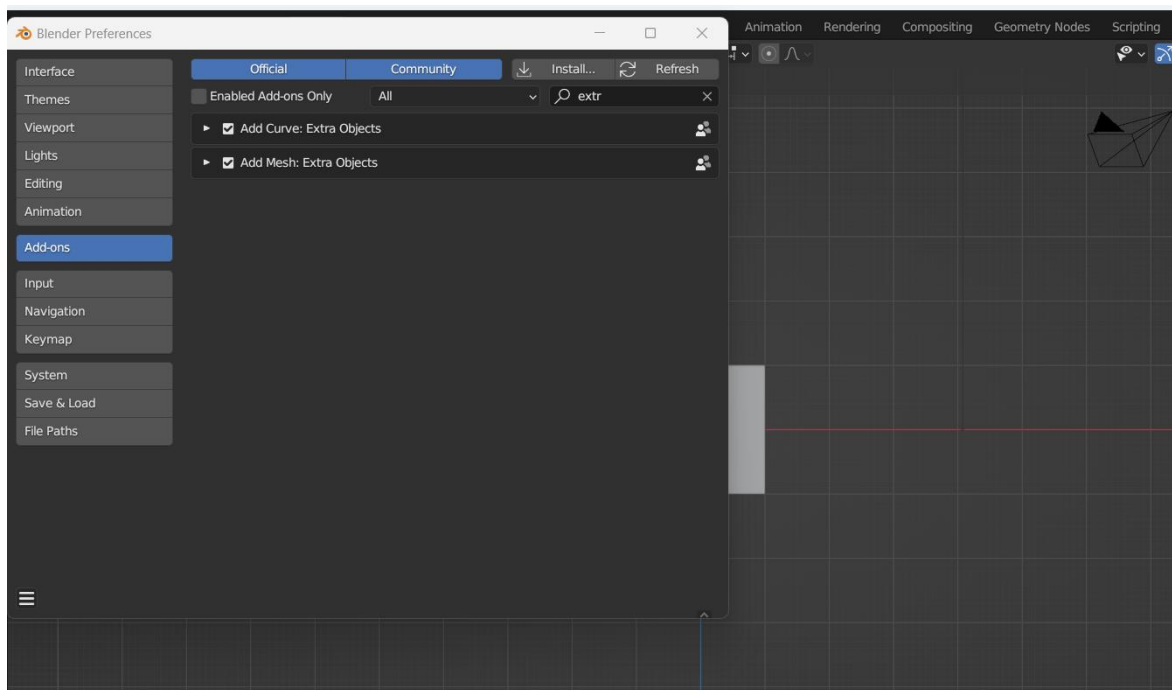 Blender Preferences
Animation Rendering Compositing Geometry Nodes Scripting
Interface
Themes
Viewport
Lights
Editing
Animation
Add-ons
Input
Navigation
Keymap
System
Save & Load
File Paths
Official Community Install... Refresh
Enabled Add-ons Only All extr
Add Curve: Extra Objects
Add Mesh: Extra Objects